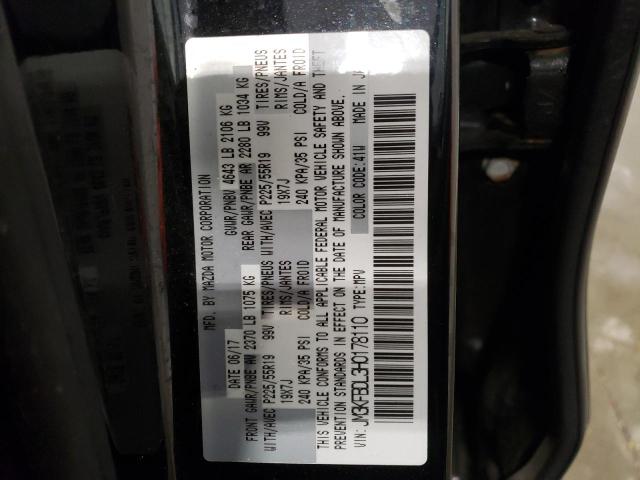 MFD. BY MAZDA MOTOR CORPORATION
DATE 06/17 GVWR/PNBV 4643 LB 2106 KG
FRONT GAWR/PNBE AV 2370 LB 1075 KG REAR GAWR/PNBE AR 2280 LB 1034 KG
WITH/AVEC P225/55R19 99V TIRES/PNEUS WITH/AVEC P225/55R19 99V TIRES/PNEUS
19X7J RIMS/JANTES 19X7J RIMS/JANTES
240 KPA/35 PSI COLD/A FROID 240 KPA/35 PSI COLD/A FROID
THIS VEHICLE CONFORMS TO ALL APPLICABLE FEDERAL MOTOR VEHICLE SAFETY AND THEFT
PREVENTION STANDARDS IN EFFECT ON THE DATE OF MANUFACTURE SHOWN ABOVE.
VIN: JM3KFBDL3H0178110 TYPE: MPV COLOR CODE: 41W MADE IN